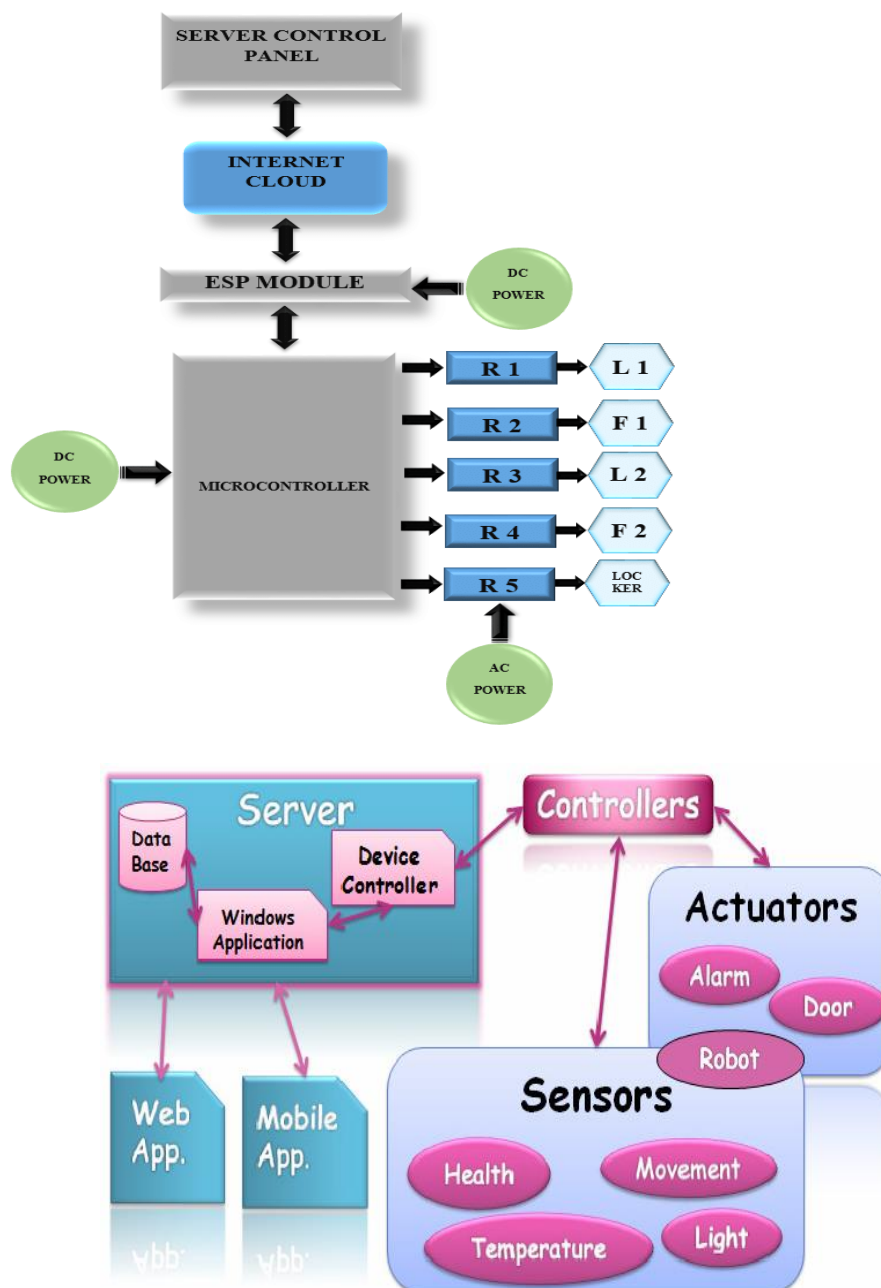 SERVER CONTROL
PANEL
INTERNET
CLOUD
ESP MODULE
DC
POWER
R 1
L 1
R 2
F 1
DC
POWER
MICROCONTROLLER
R 3
L 2
R 4
F 2
R 5
LOC
KER
AC
POWER
Server
Data
Base
Device
Controller
Windows
Application
Controllers
Actuators
Alarm
Door
Robot
Web
App.
Mobile
App.
Sensors
Health
Movement
Temperature
Light